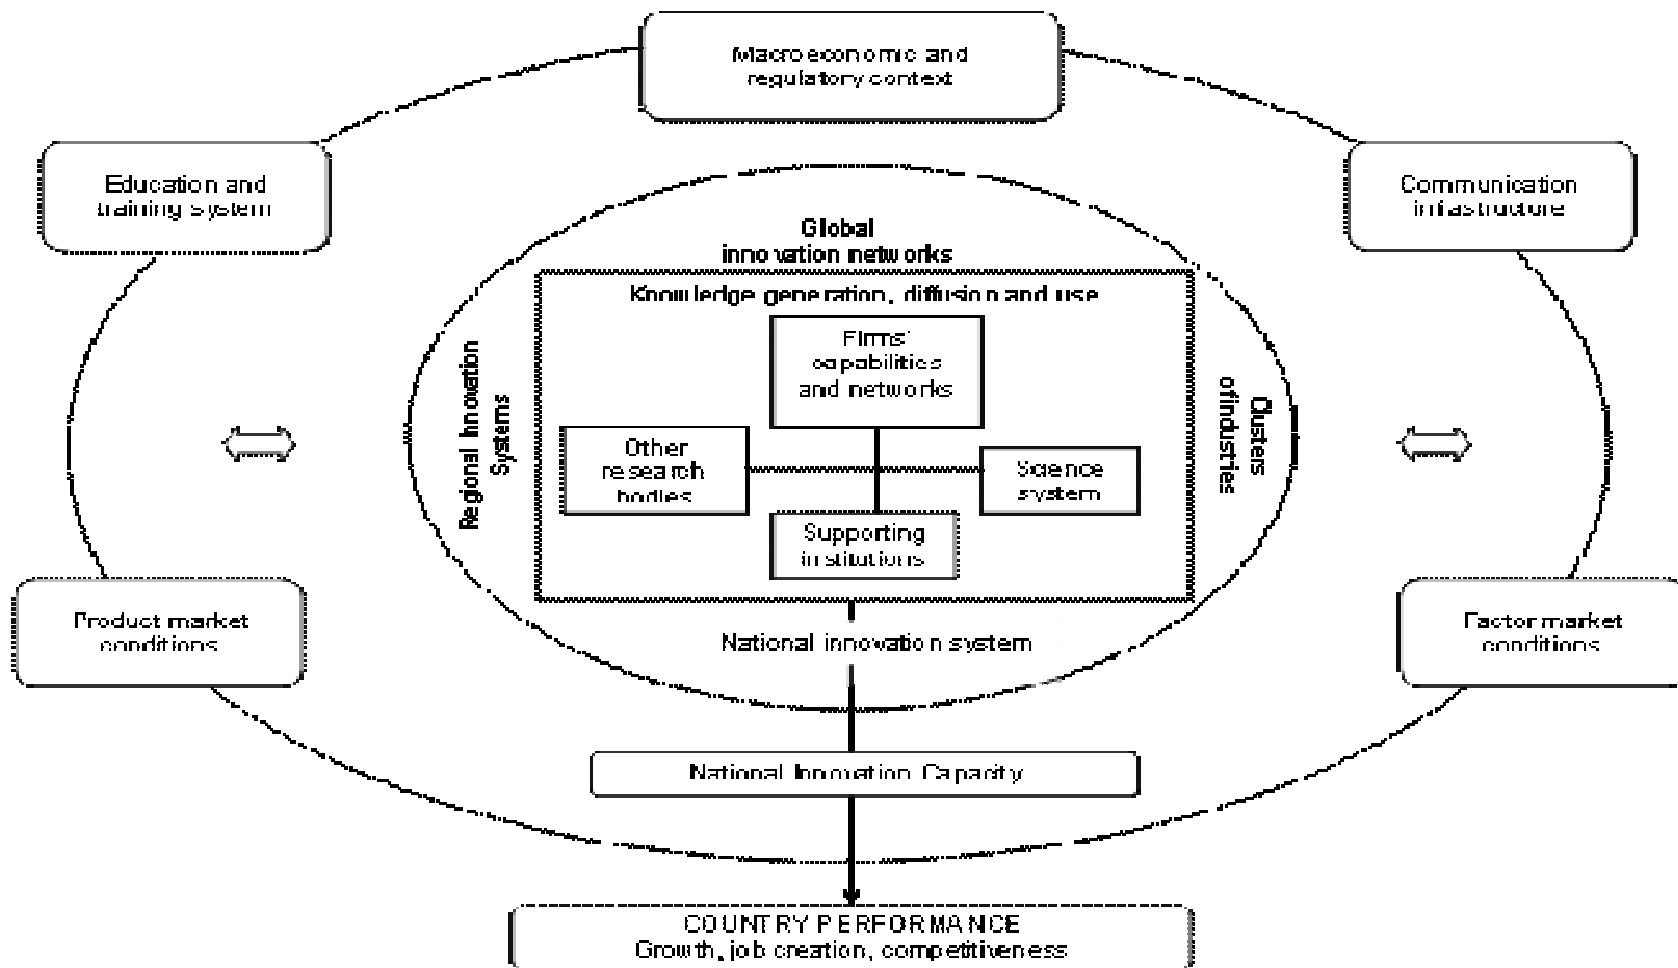 Macroeconomic and
regulatory context
Education and
training system
Communication
infrastructure
Global
innovation networks
Knowledge generation, diffusion and use
Firms'
capabilities
and networks
Regional Innovation
Systems
Clusters
of industries
Other
research
bodies
Science
system
Supporting
institutions
Product market
conditions
National innovation system
Factor market
conditions
National Innovation Capacity
COUNTRY PERFORMANCE
Growth, job creation, competitiveness